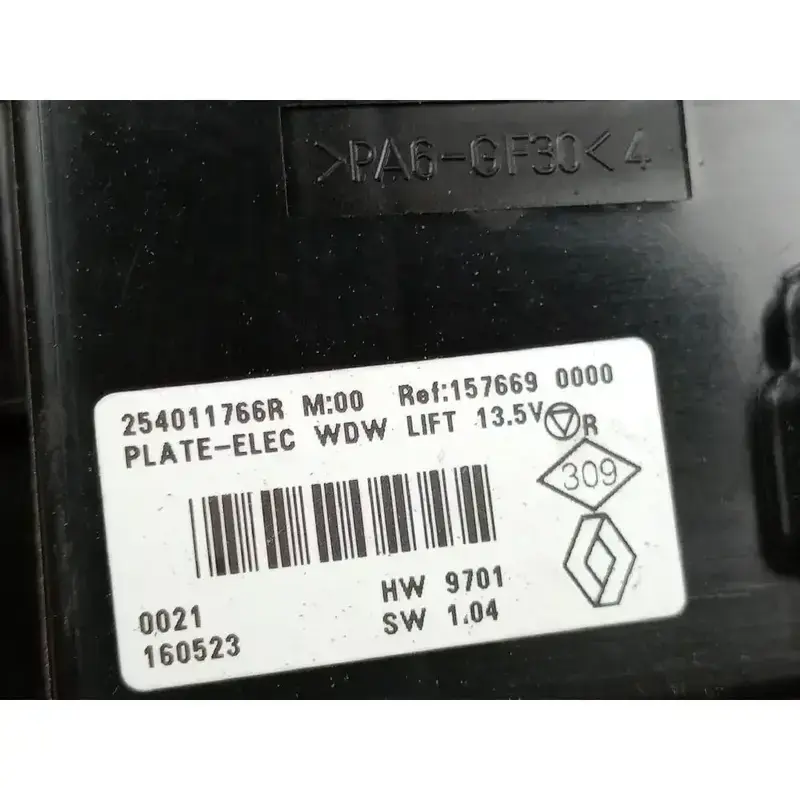 >PA6-GF30<4
254011766R M:00 Ref:157669 0000
PLATE-ELEC WDW LIFT 13.5V R
309
HW 9701
0021
SW 1.04
160523